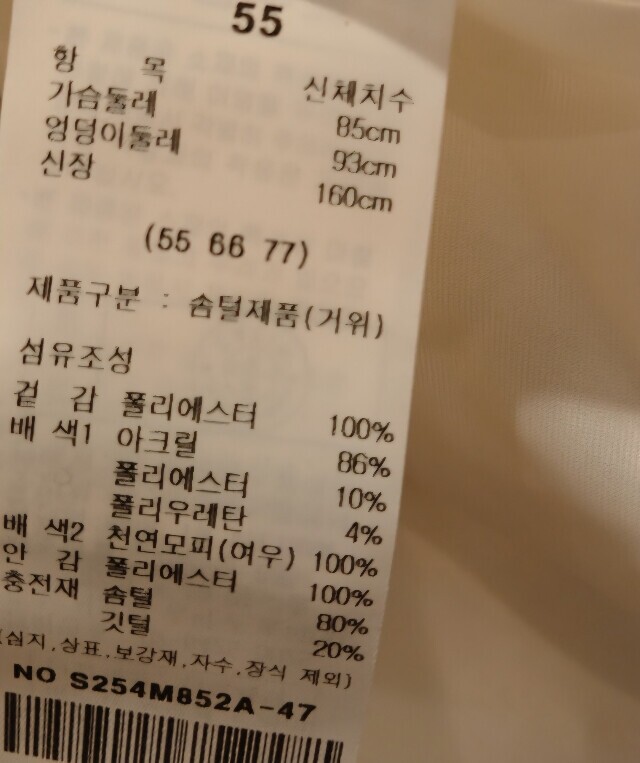 55
항 목 신체치수
가슴둘레 85cm
엉덩이둘레 93cm
신장 160cm
(55 66 77)
제품구분 : 솜털제품(거위)
섬유조성
겉 감 폴리에스터 100%
배 색1 아크릴 86%
폴리에스터 10%
폴리우레탄 4%
배 색2 천연모피(여우) 100%
안 감 폴리에스터 100%
충전재 솜털 80%
깃털 20%
(심지,상표,보강재,자수,장식 제외)
NO S254M852A-47